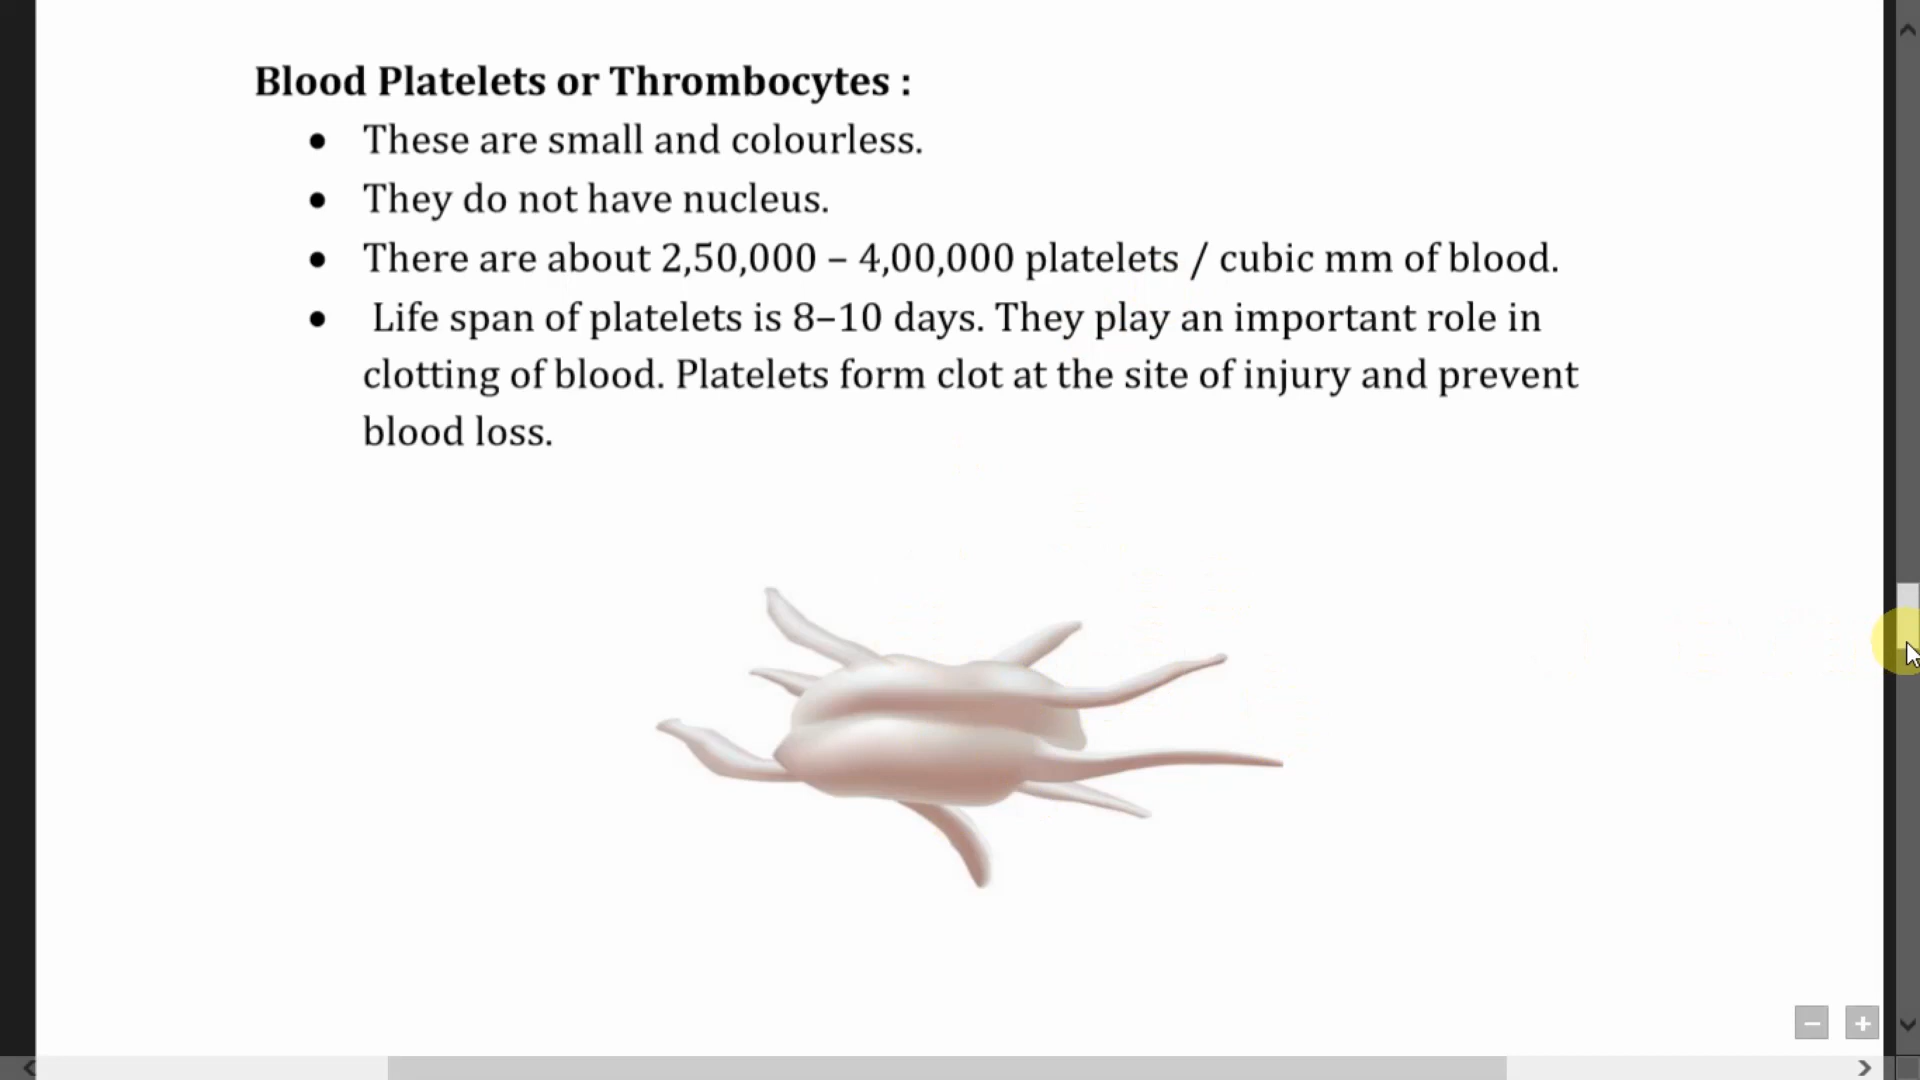 Blood Platelets or Thrombocytes :
• These are small and colourless.
• They do not have nucleus.
• There are about 2,50,000 – 4,00,000 platelets / cubic mm of blood.
• Life span of platelets is 8–10 days. They play an important role in
clotting of blood. Platelets form clot at the site of injury and prevent
blood loss.